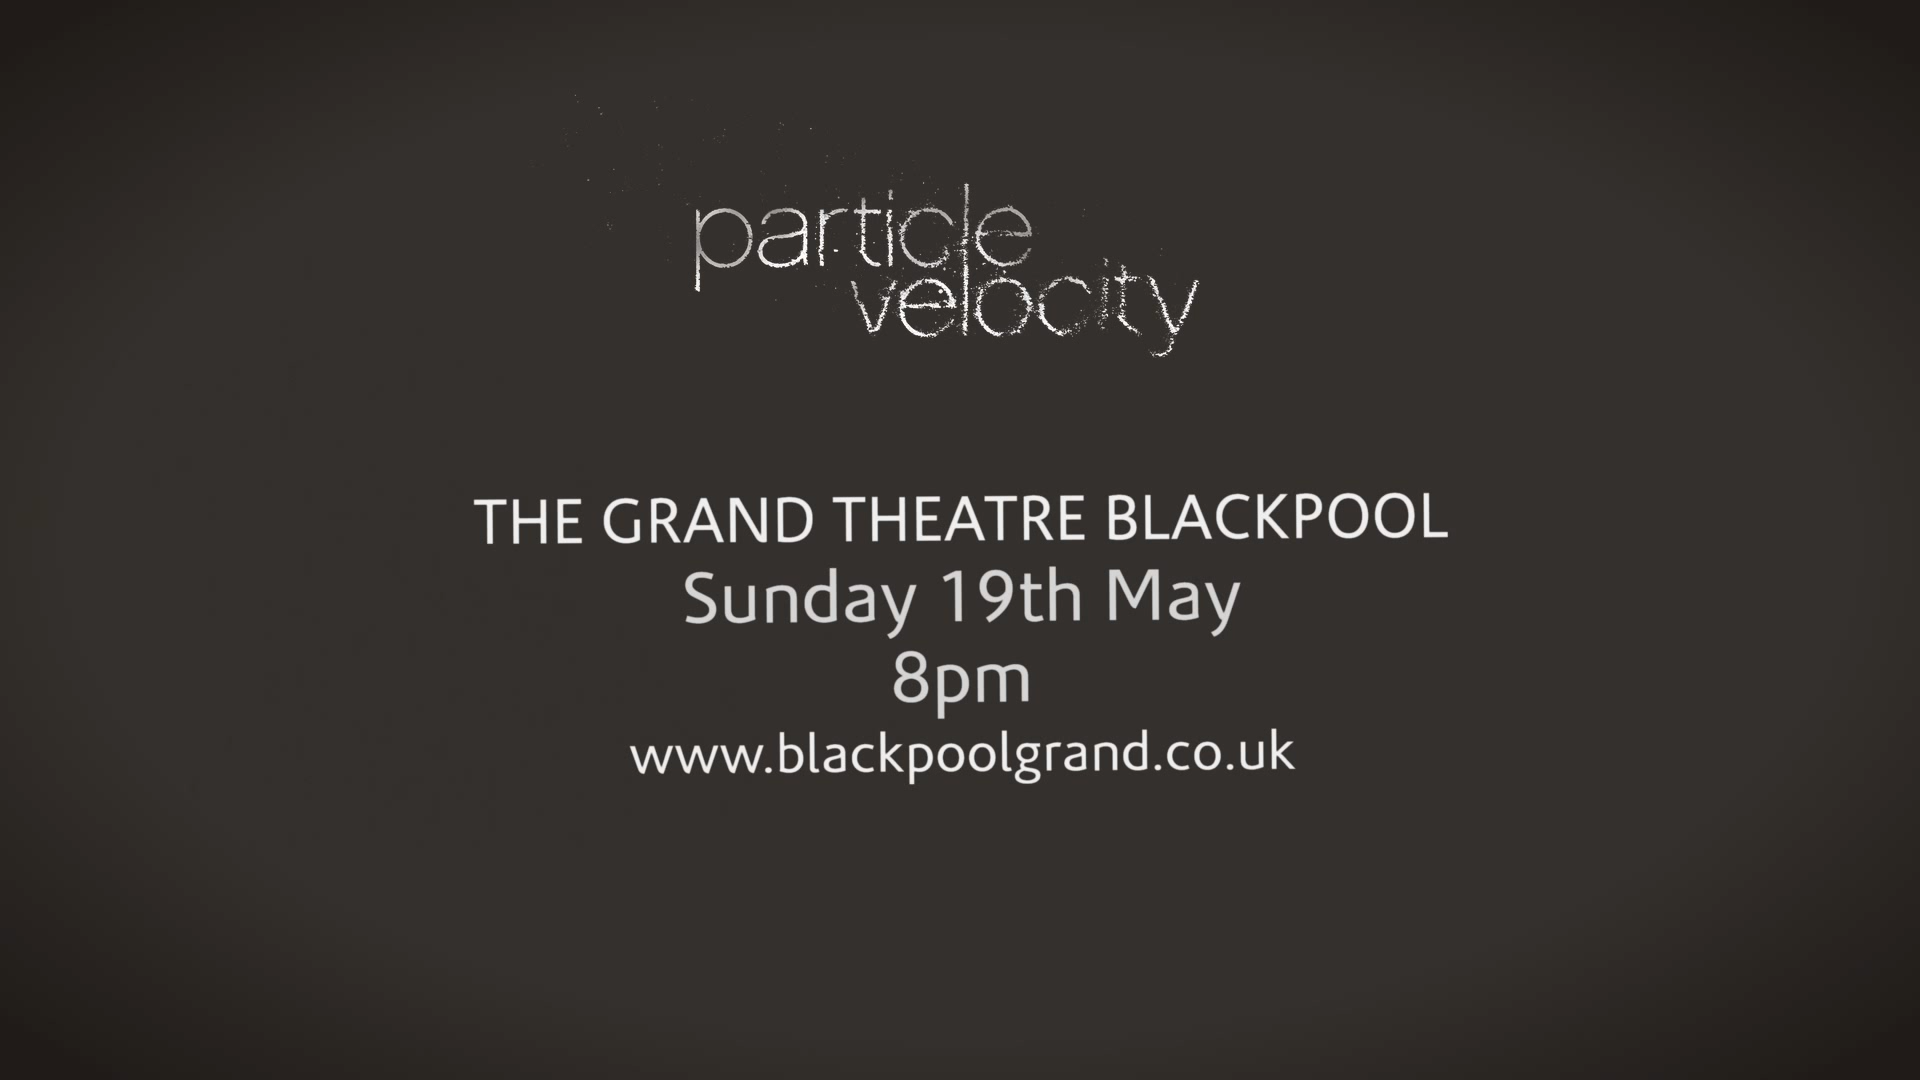 particle
velocity
THE GRAND THEATRE BLACKPOOL
Sunday 19th May
8pm
www.blackpoolgrand.co.uk